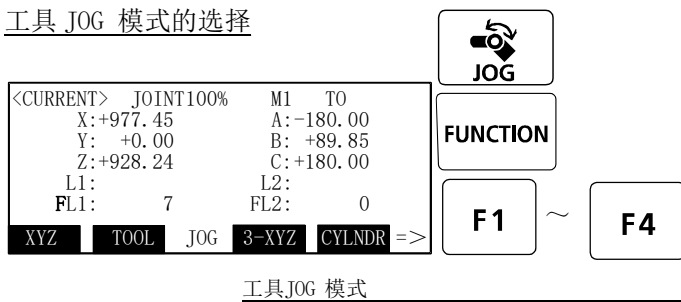 工具 JOG 模式的选择
JOG
<CURRENT> JOINT100% M1 TO
X:+977.45 A:-180.00
Y: +0.00 B: +89.85
Z:+928.24 C:+180.00
L1: L2:
FL1: 7 FL2: 0
XYZ TOOL JOG 3-XYZ CYLNDR =>
FUNCTION
F1 ~ F4
工具JOG 模式